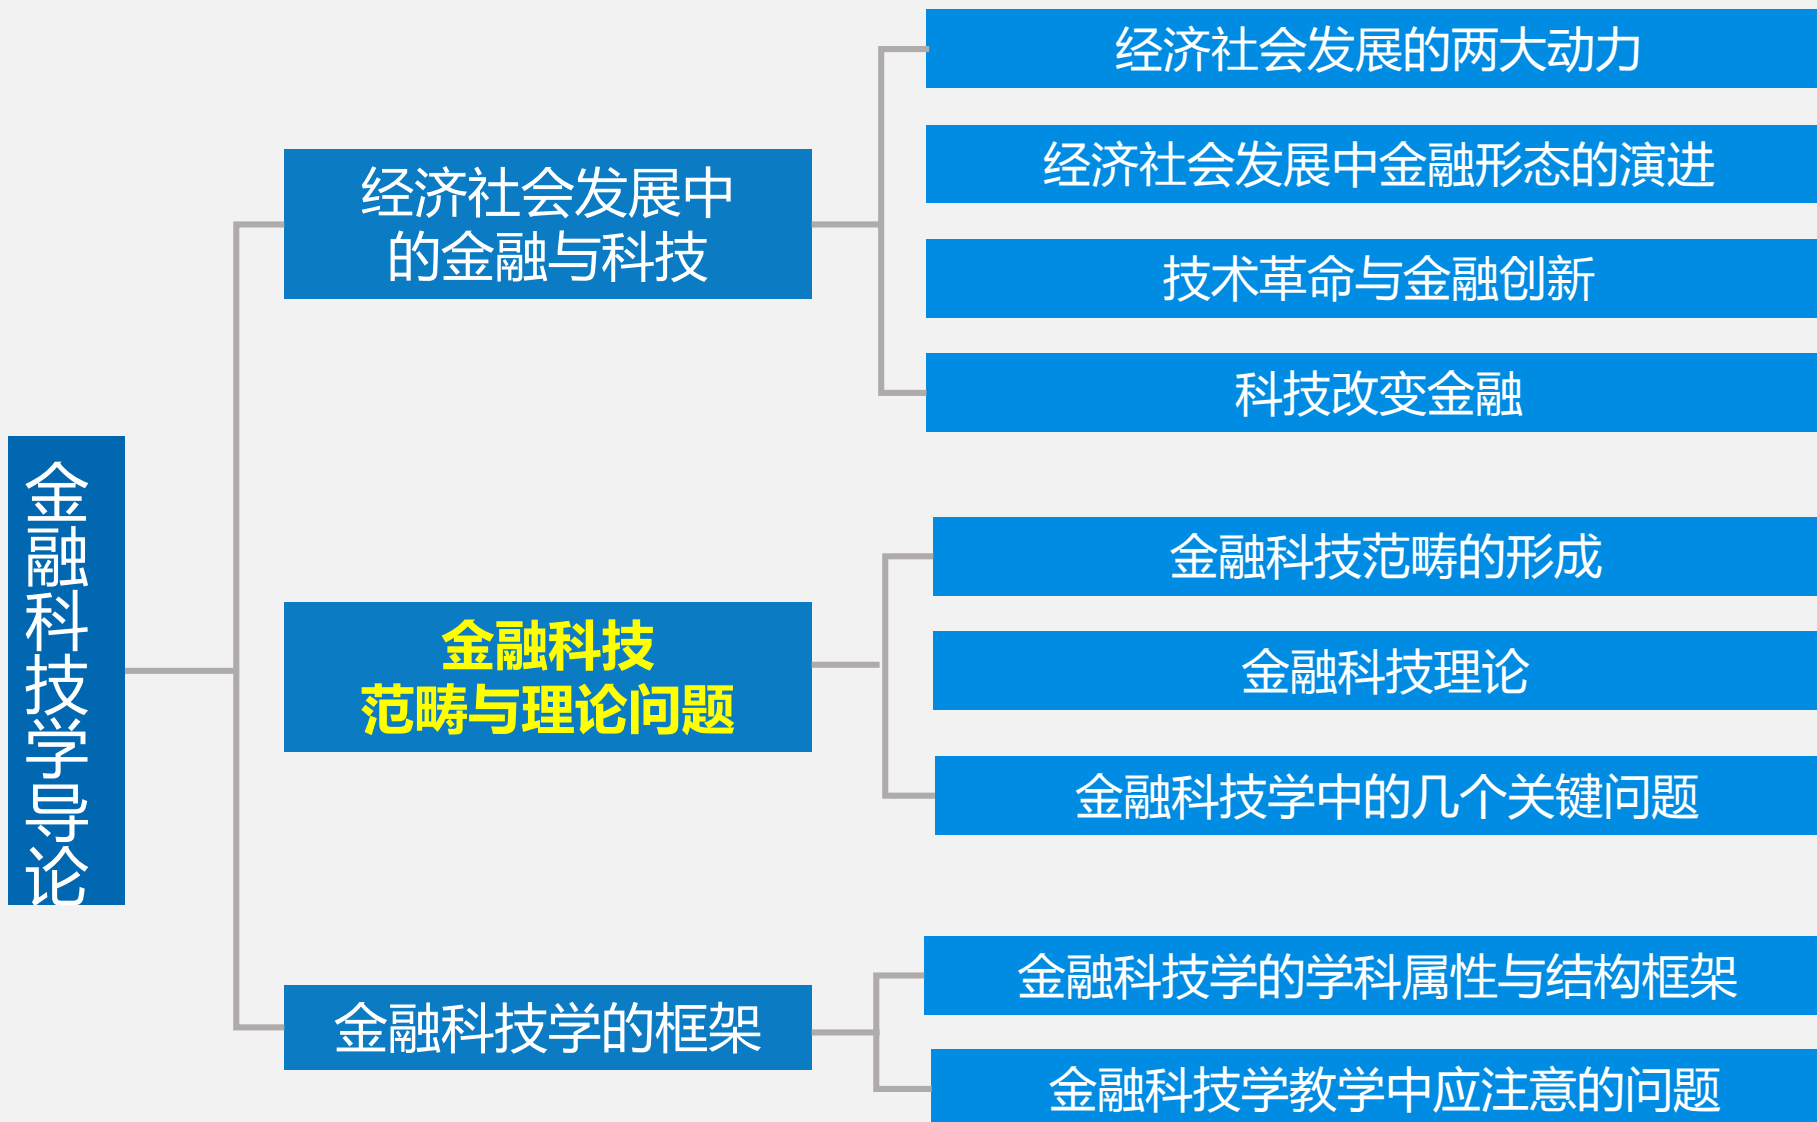 金融科技学导论
经济社会发展中
的金融与科技
经济社会发展的两大动力
经济社会发展中金融形态的演进
技术革命与金融创新
科技改变金融
金融科技
范畴与理论问题
金融科技范畴的形成
金融科技理论
金融科技学中的几个关键问题
金融科技学的框架
金融科技学的学科属性与结构框架
金融科技学教学中应注意的问题